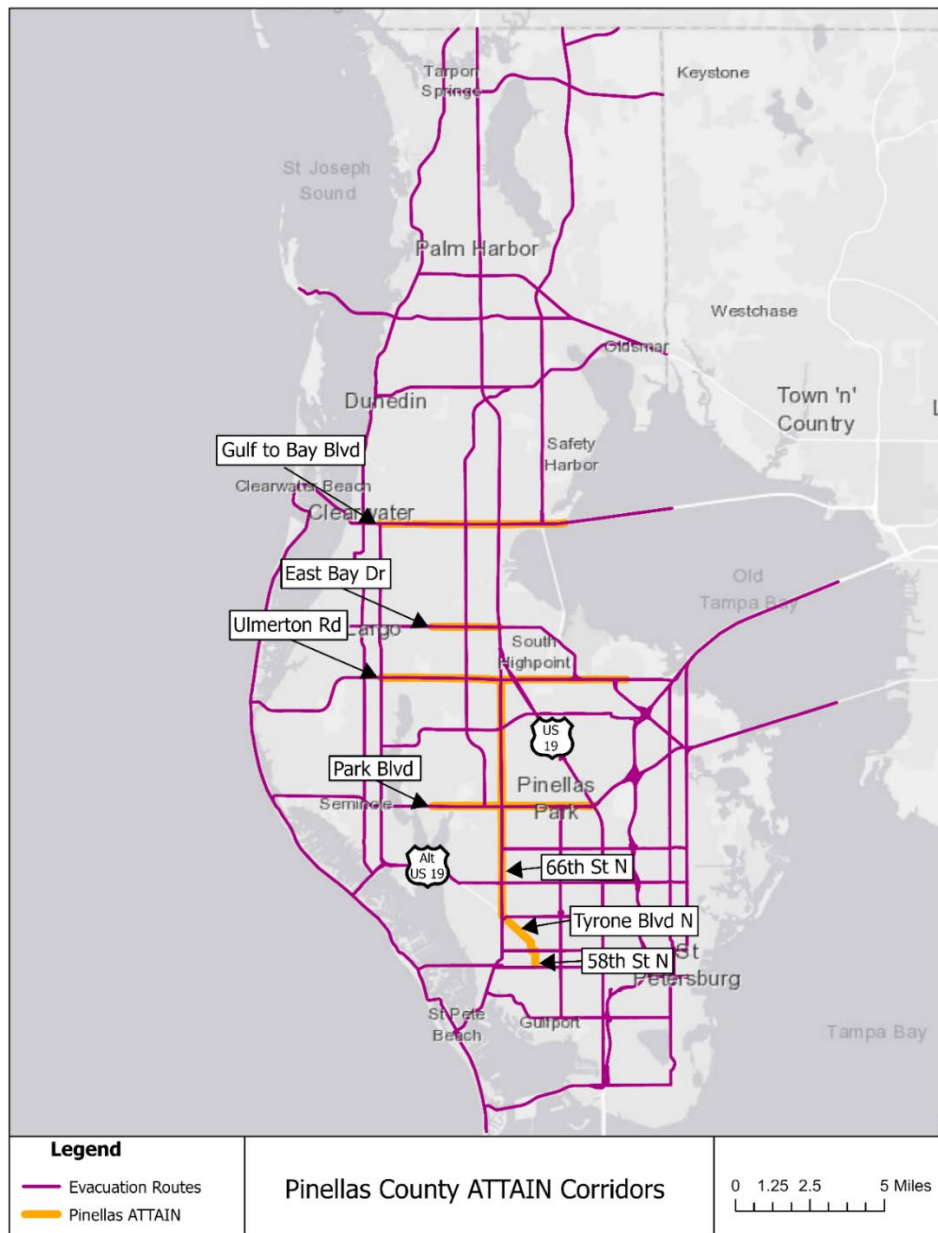 Tarpon
Springs
Keystone
St Joseph
Sound
Palm Harbor
Westchase
Oldsmar
Dunedin
Town 'n'
Country
L
Gulf to Bay Blvd
Safety
Harbor
Clearwater Beach
Clearwater
East Bay Dr
Old
Tampa Bay
Ulmerton Rd
Largo
South
Highpoint
US
19
Park Blvd
Pinellas
Park
Seminole
Alt
US 19
66th St N
Tyrone Blvd N
58th St N
St
Petersburg
St Pete
Beach
Gulfport
Tampa Bay
Legend
Evacuation Routes
Pinellas ATTAIN
Pinellas County ATTAIN Corridors
0 1.25 2.5 5 Miles